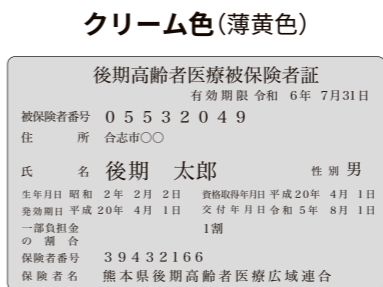 クリーム色(薄黄色)
後期高齢者医療被保険者証
有効期限 令和 6年 7月31日
被保険者番号 05532049
住 所 合志市○○
氏 名 後期 太郎 性別 男
生年月日 昭和 2年 2月 2日 資格取得年月日 平成20年 4月 1日
発効期日 平成20年 4月 1日 交付年月日 令和 5年 8月 1日
一部負担金
の割合 1割
保険者番号 39432166
保険者名 熊本県後期高齢者医療広域連合